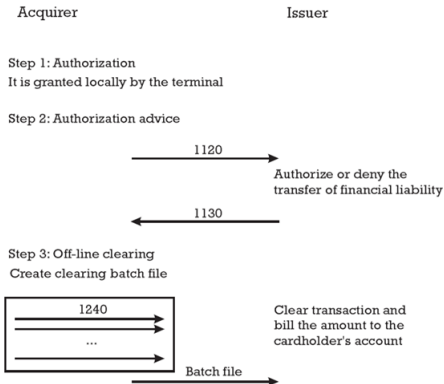 Acquirer
Issuer
Step 1: Authorization
It is granted locally by the terminal
Step 2: Authorization advice
1120
Authorize or deny the
transfer of financial liability
1130
Step 3: Off-line clearing
Create clearing batch file
1240
...
Clear transaction and
bill the amount to the
cardholder's account
Batch file